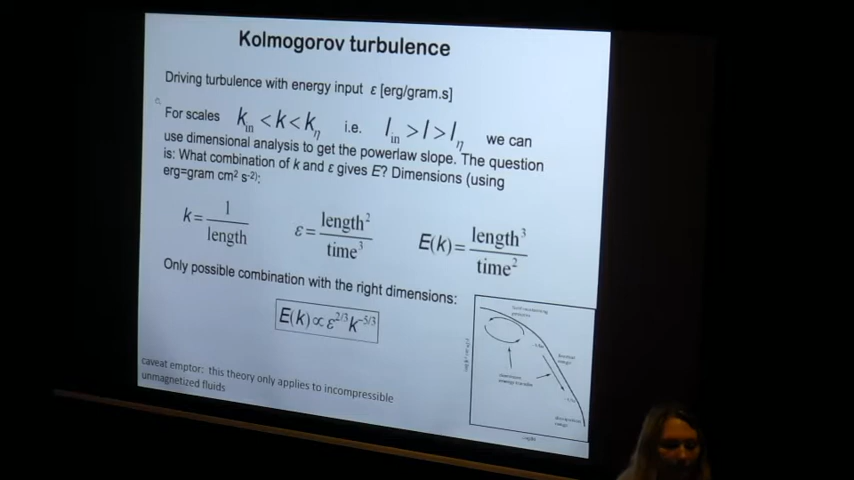 Kolmogorov turbulence
Driving turbulence with energy input ε [erg/gram.s]
For scales k_in < k < k_η i.e. l_in > l > l_η we can
use dimensional analysis to get the powerlaw slope. The question
is: What combination of k and ε gives E? Dimensions (using
erg=gram cm² s⁻²):
k = 1/length ε = length²/time³ E(k) = length³/time²
Only possible combination with the right dimensions:
E(k) ∝ ε^2/3 k^-5/3
caveat emptor: this theory only applies to incompressible
unmagnetized fluids